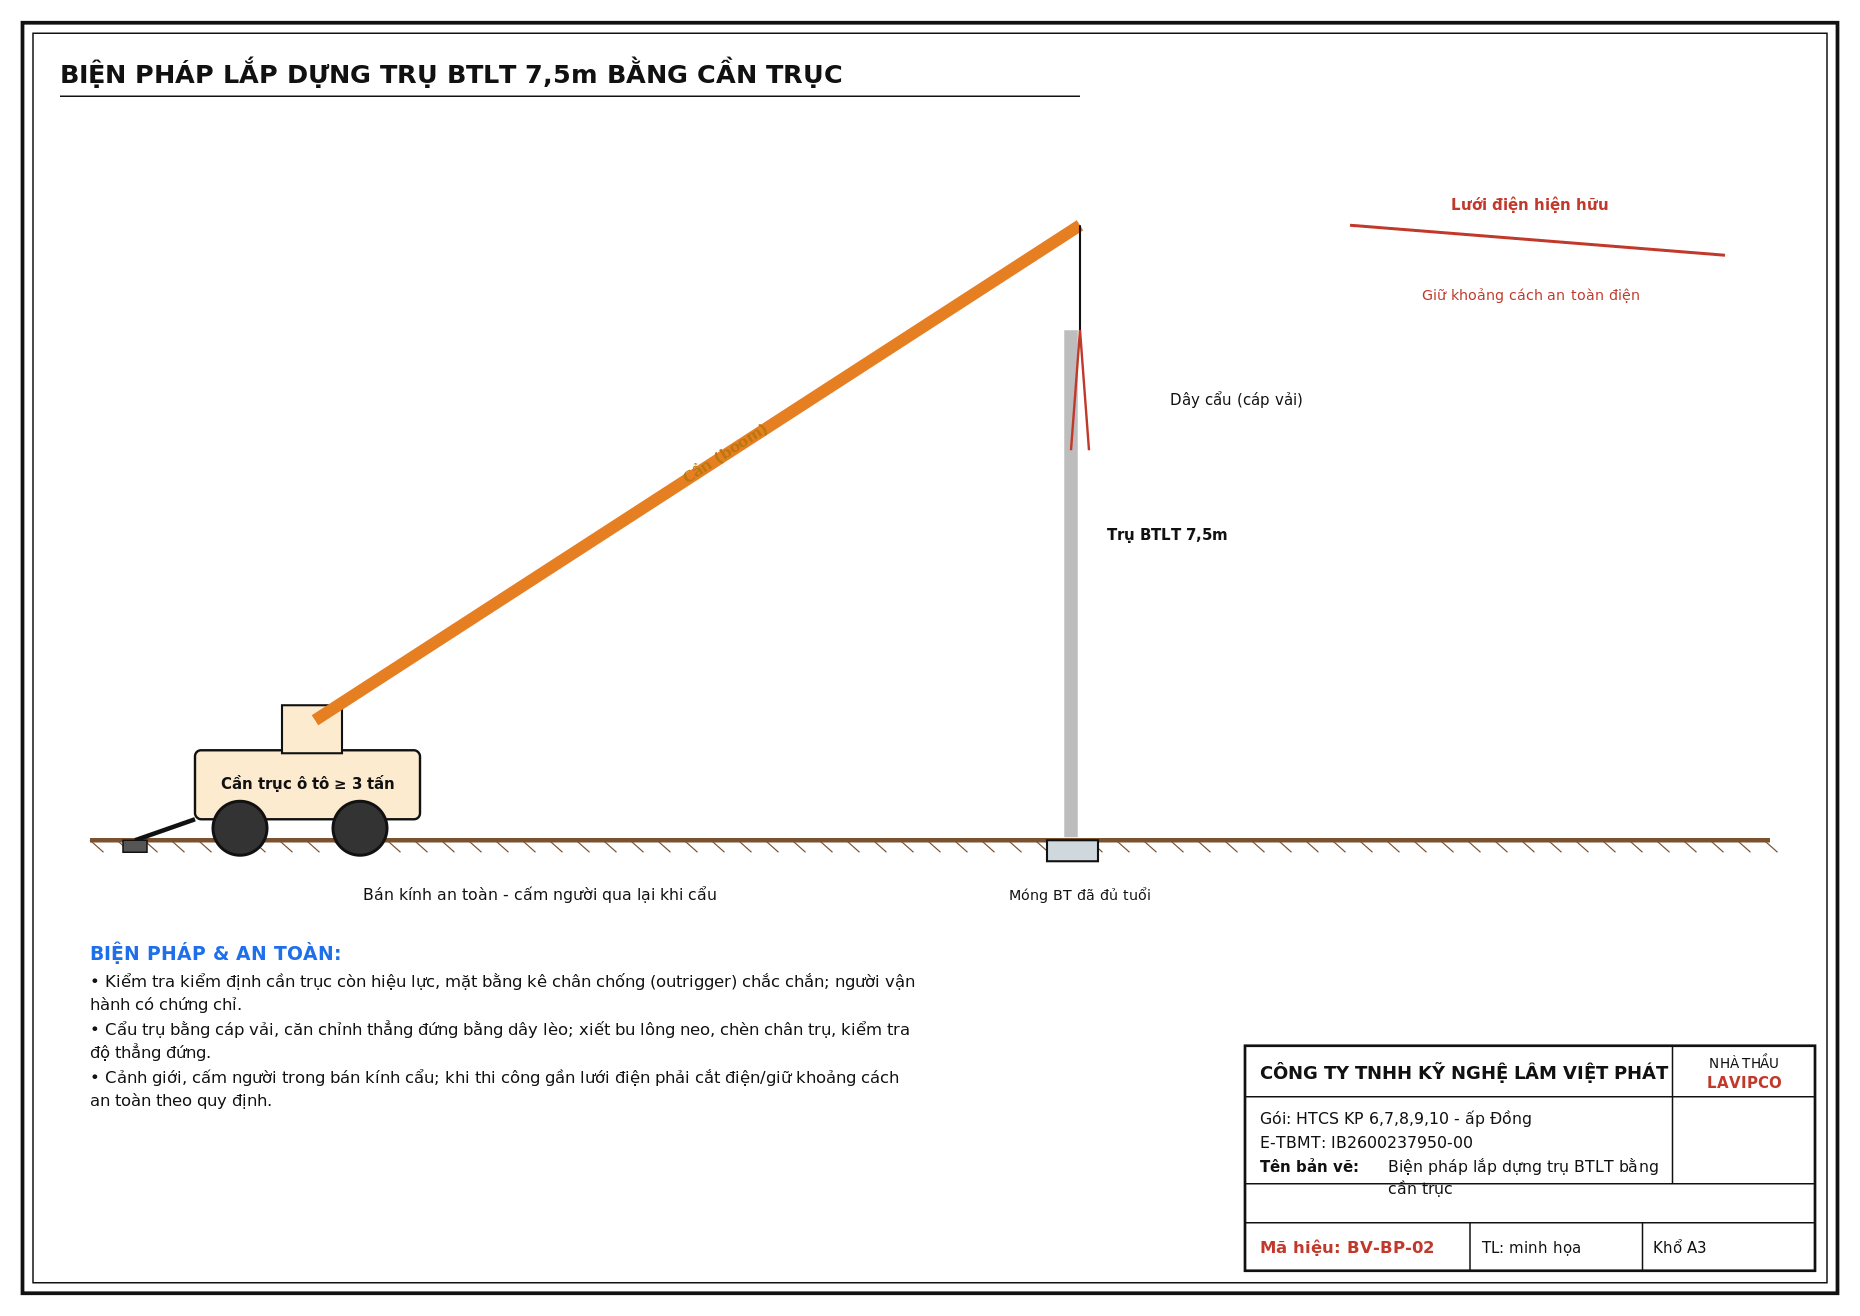 BIỆN PHÁP LẮP DỰNG TRỤ BTLT 7,5m BẰNG CẦN TRỤC
Lưới điện hiện hữu
Giữ khoảng cách an toàn điện
Dây cẩu (cáp vải)
Cần (boom)
Trụ BTLT 7,5m
Cần trục ô tô ≥ 3 tấn
Bán kính an toàn - cấm người qua lại khi cẩu
Móng BT đã đủ tuổi
BIỆN PHÁP & AN TOÀN:
• Kiểm tra kiểm định cần trục còn hiệu lực, mặt bằng kê chân chống (outrigger) chắc chắn; người vận
hành có chứng chỉ.
• Cẩu trụ bằng cáp vải, căn chỉnh thẳng đứng bằng dây lèo; xiết bu lông neo, chèn chân trụ, kiểm tra
độ thẳng đứng.
• Cảnh giới, cấm người trong bán kính cẩu; khi thi công gần lưới điện phải cắt điện/giữ khoảng cách
an toàn theo quy định.
CÔNG TY TNHH KỸ NGHỆ LÂM VIỆT PHÁT
NHÀ THẦU
LAVIPCO
Gói: HTCS KP 6,7,8,9,10 - ấp Đồng
E-TBMT: IB2600237950-00
Tên bản vẽ: Biện pháp lắp dựng trụ BTLT bằng
cần trục
Mã hiệu: BV-BP-02
TL: minh họa
Khổ A3